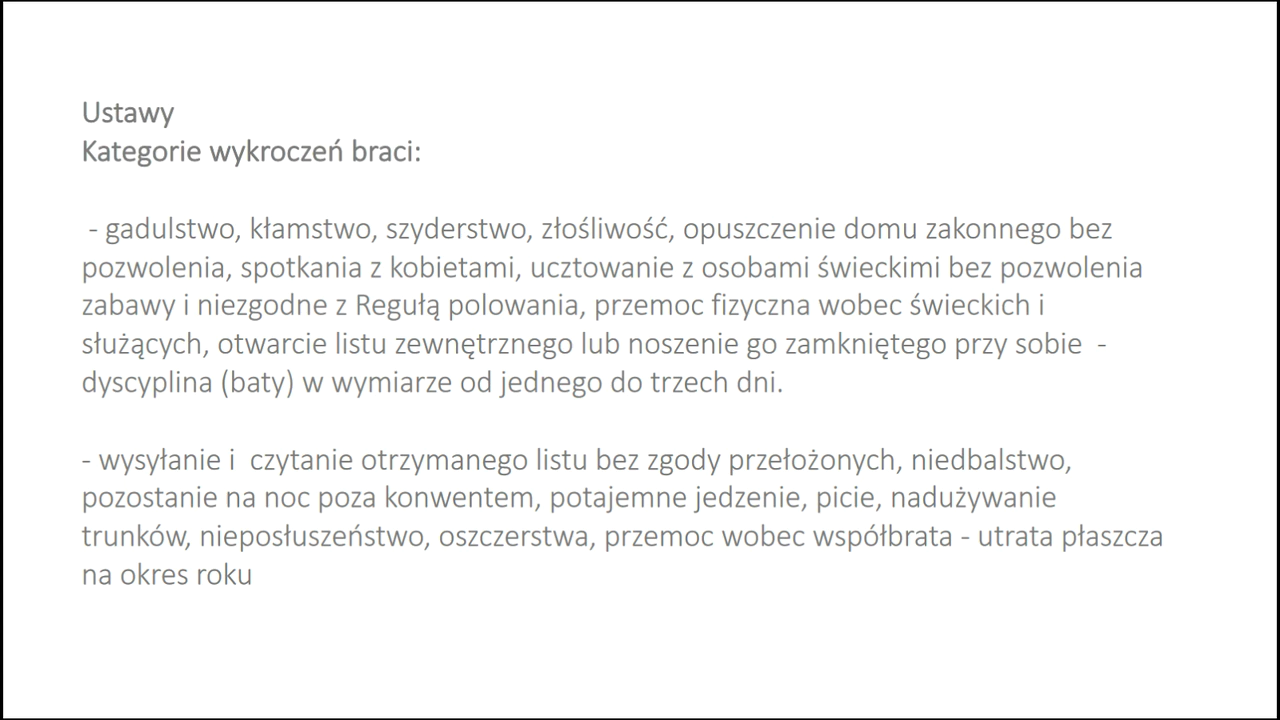 Ustawy
Kategorie wykroczeń braci:
- gadulstwo, kłamstwo, szyderstwo, złośliwość, opuszczenie domu zakonnego bez
pozwolenia, spotkania z kobietami, ucztowanie z osobami świeckimi bez pozwolenia
zabawy i niezgodne z Regułą polowania, przemoc fizyczna wobec świeckich i
służących, otwarcie listu zewnętrznego lub noszenie go zamkniętego przy sobie  -
dyscyplina (baty) w wymiarze od jednego do trzech dni.
- wysyłanie i  czytanie otrzymanego listu bez zgody przełożonych, niedbalstwo,
pozostanie na noc poza konwentem, potajemne jedzenie, picie, nadużywanie
trunków, nieposłuszeństwo, oszczerstwa, przemoc wobec współbrata - utrata płaszcza
na okres roku